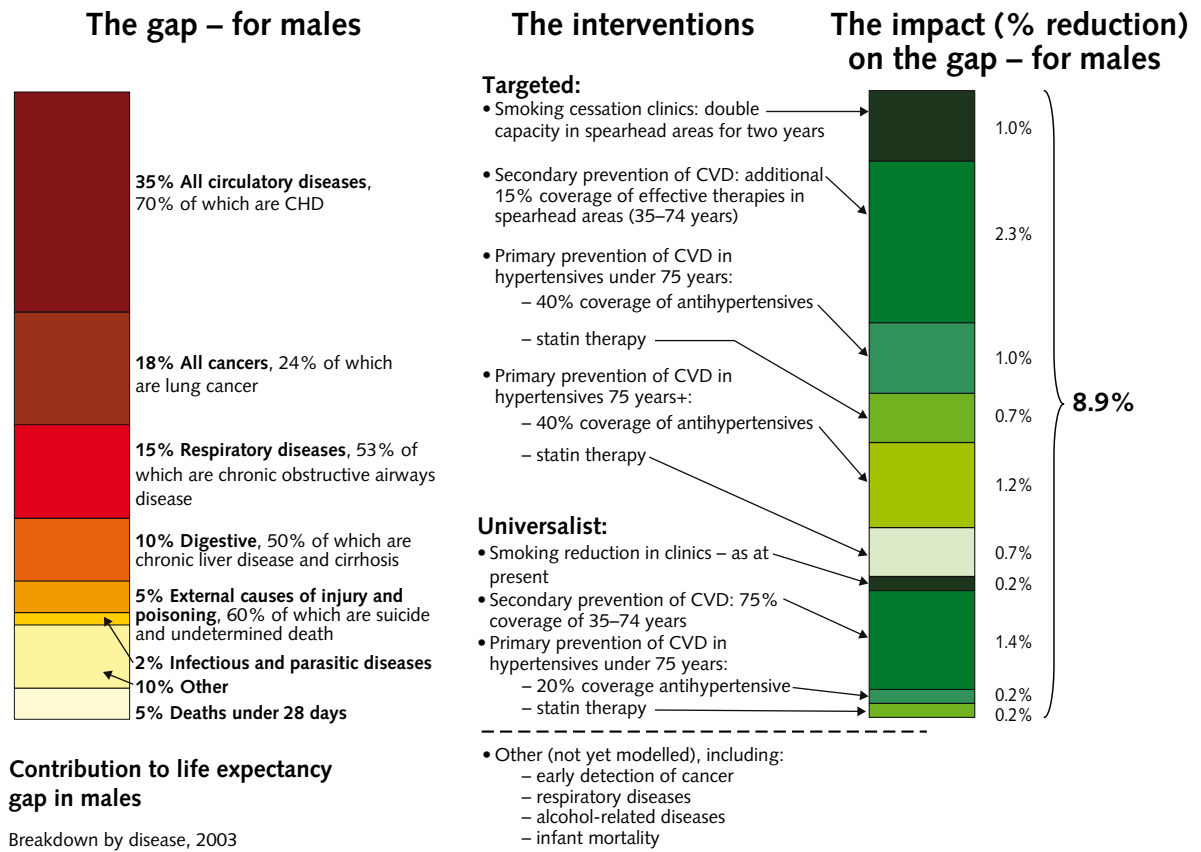 The gap – for males
35% All circulatory diseases,
70% of which are CHD
18% All cancers, 24% of which
are lung cancer
15% Respiratory diseases, 53% of
which are chronic obstructive airways
disease
10% Digestive, 50% of which are
chronic liver disease and cirrhosis
5% External causes of injury and
poisoning, 60% of which are suicide
and undetermined death
2% Infectious and parasitic diseases
10% Other
5% Deaths under 28 days
Contribution to life expectancy
gap in males
Breakdown by disease, 2003
The interventions
Targeted:
• Smoking cessation clinics: double
capacity in spearhead areas for two years
• Secondary prevention of CVD: additional
15% coverage of effective therapies in
spearhead areas (35–74 years)
• Primary prevention of CVD in
hypertensives under 75 years:
– 40% coverage of antihypertensives
– statin therapy
• Primary prevention of CVD in
hypertensives 75 years+:
– 40% coverage of antihypertensives
– statin therapy
Universalist:
• Smoking reduction in clinics – as at
present
• Secondary prevention of CVD: 75%
coverage of 35–74 years
• Primary prevention of CVD in
hypertensives under 75 years:
– 20% coverage antihypertensive
– statin therapy
• Other (not yet modelled), including:
– early detection of cancer
– respiratory diseases
– alcohol-related diseases
– infant mortality
The impact (% reduction)
on the gap – for males
1.0%
2.3%
1.0%
0.7%
1.2%
0.7%
0.2%
1.4%
0.2%
0.2%
8.9%